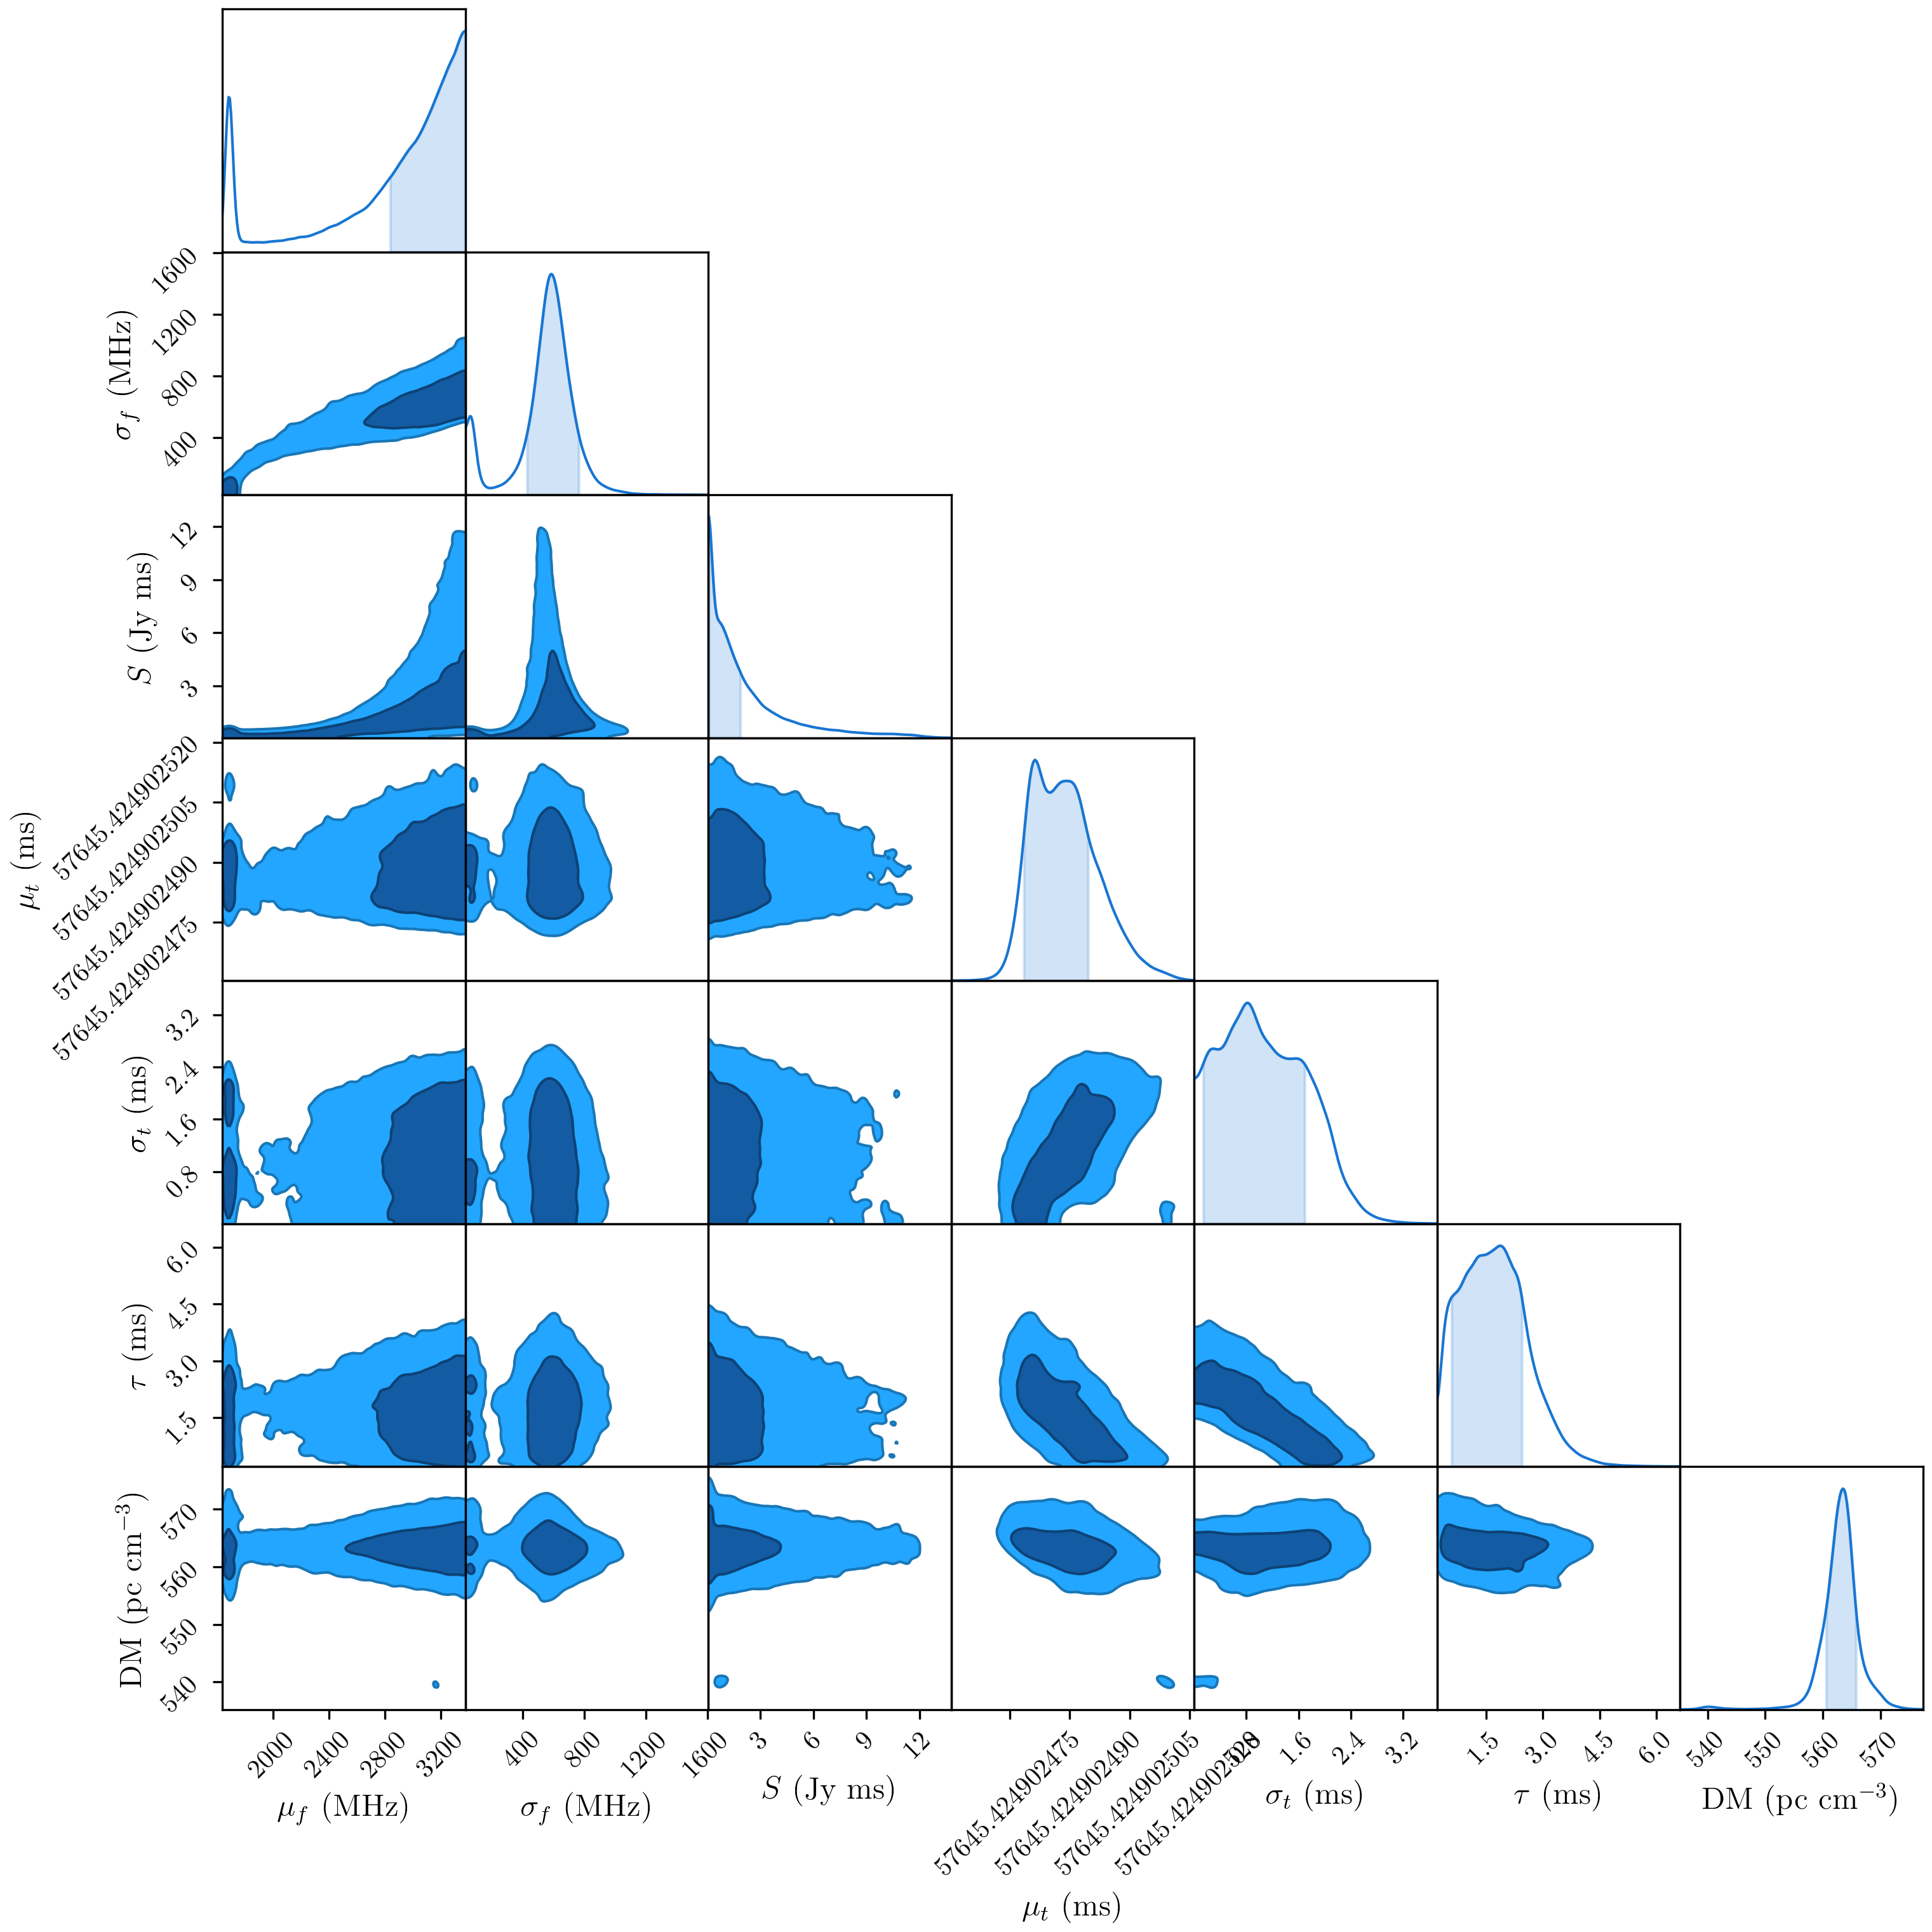 1600
1200
800
400
σ_f (MHz)
12
9
6
3
S (Jy ms)
57645.424902520
57645.424902505
57645.424902490
57645.424902475
μ_t (ms)
3.2
2.4
1.6
0.8
σ_t (ms)
6.0
4.5
3.0
1.5
τ (ms)
570
560
550
540
DM (pc cm⁻³)
2000 2400 2800 3200
μ_f (MHz)
400 800 1200 1600
σ_f (MHz)
3 6 9 12
S (Jy ms)
57645.424902475 57645.424902490 57645.424902505 57645.424902520
μ_t (ms)
0.8 1.6 2.4 3.2
σ_t (ms)
1.5 3.0 4.5 6.0
τ (ms)
540 550 560 570
DM (pc cm⁻³)